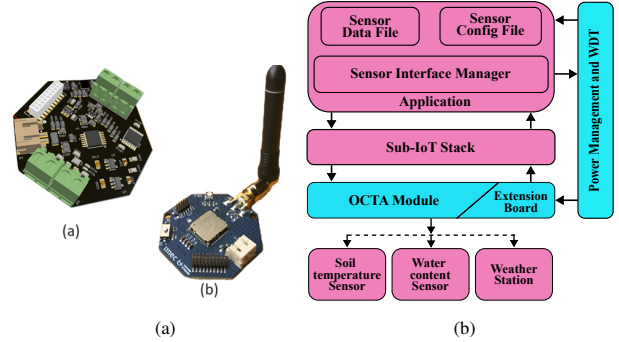 Sensor
Data File
Sensor
Config File
Sensor Interface Manager
Application
Power Management and WDT
Sub-IoT Stack
OCTA Module
Extension
Board
Soil
temperature
Sensor
Water
content
Sensor
Weather
Station
(a)
imec
(b)
(a)
(b)